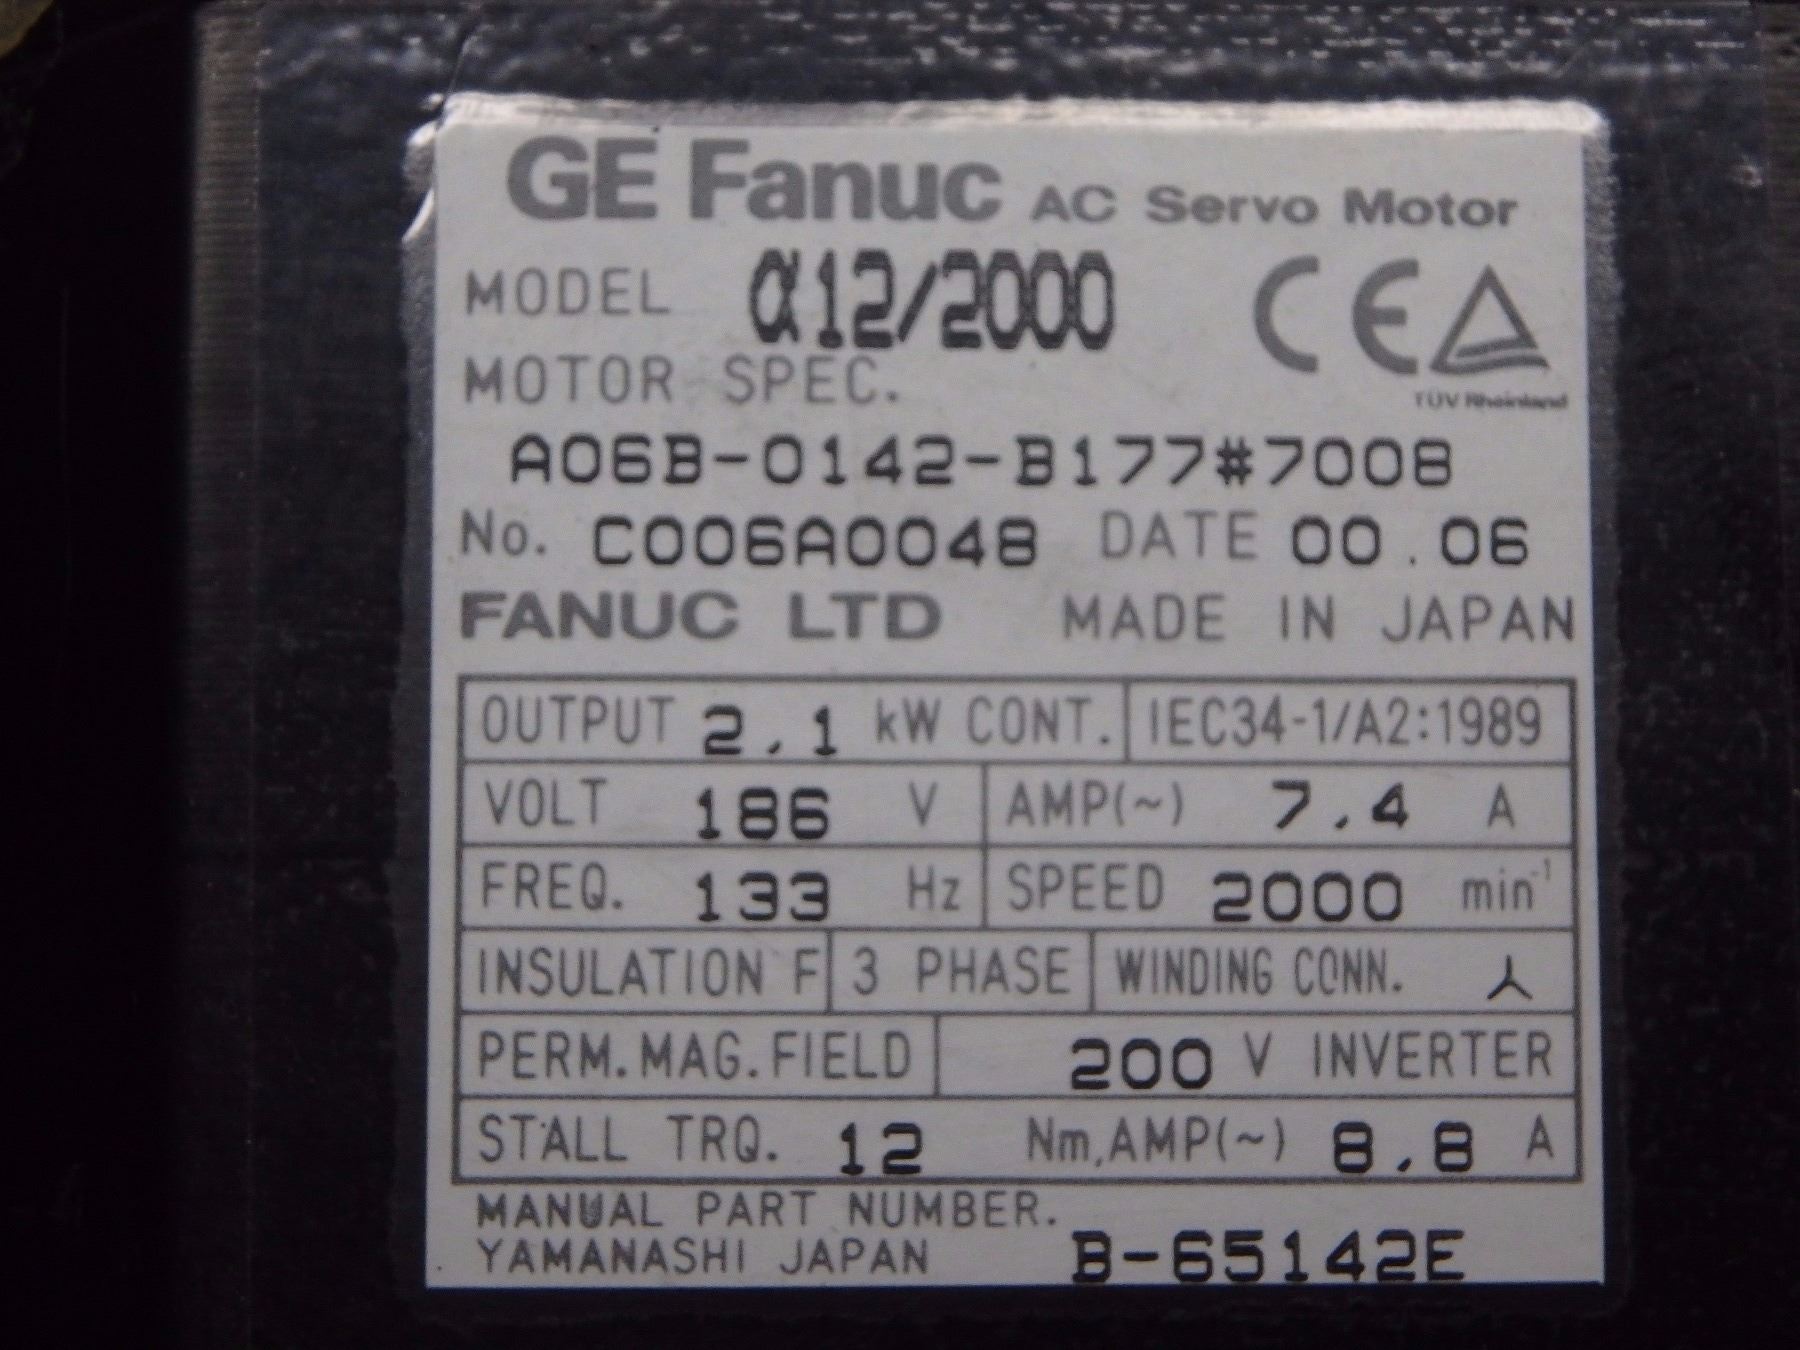 GE Fanuc AC Servo Motor
MODEL α12/2000
CE
TÜV Rheinland
MOTOR SPEC.
A06B-0142-B177#7008
No. C006A0048 DATE 00.06
FANUC LTD MADE IN JAPAN
OUTPUT 2.1 kW CONT. IEC34-1/A2:1989
VOLT 186 V AMP(~) 7.4 A
FREQ. 133 Hz SPEED 2000 min⁻¹
INSULATION F 3 PHASE WINDING CONN. ⅄
PERM.MAG.FIELD 200 V INVERTER
STALL TRQ. 12 Nm,AMP(~) 8.8 A
MANUAL PART NUMBER.
YAMANASHI JAPAN B-65142E